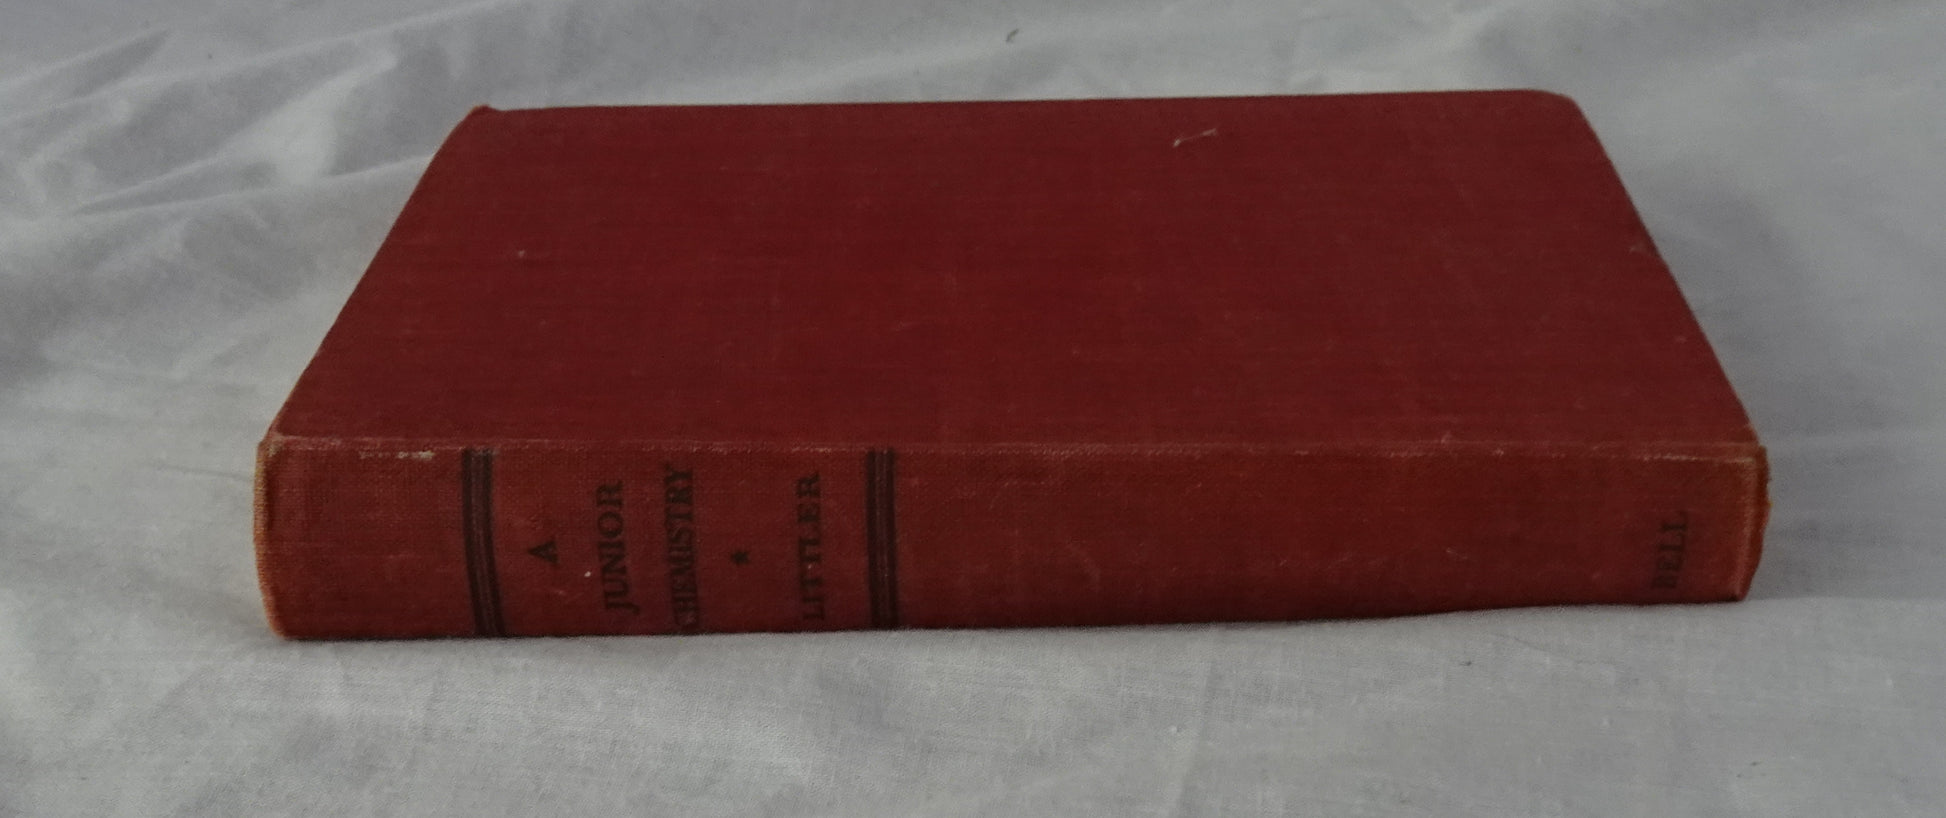 A
JUNIOR
CHEMISTRY
★
LITTLER
BELL